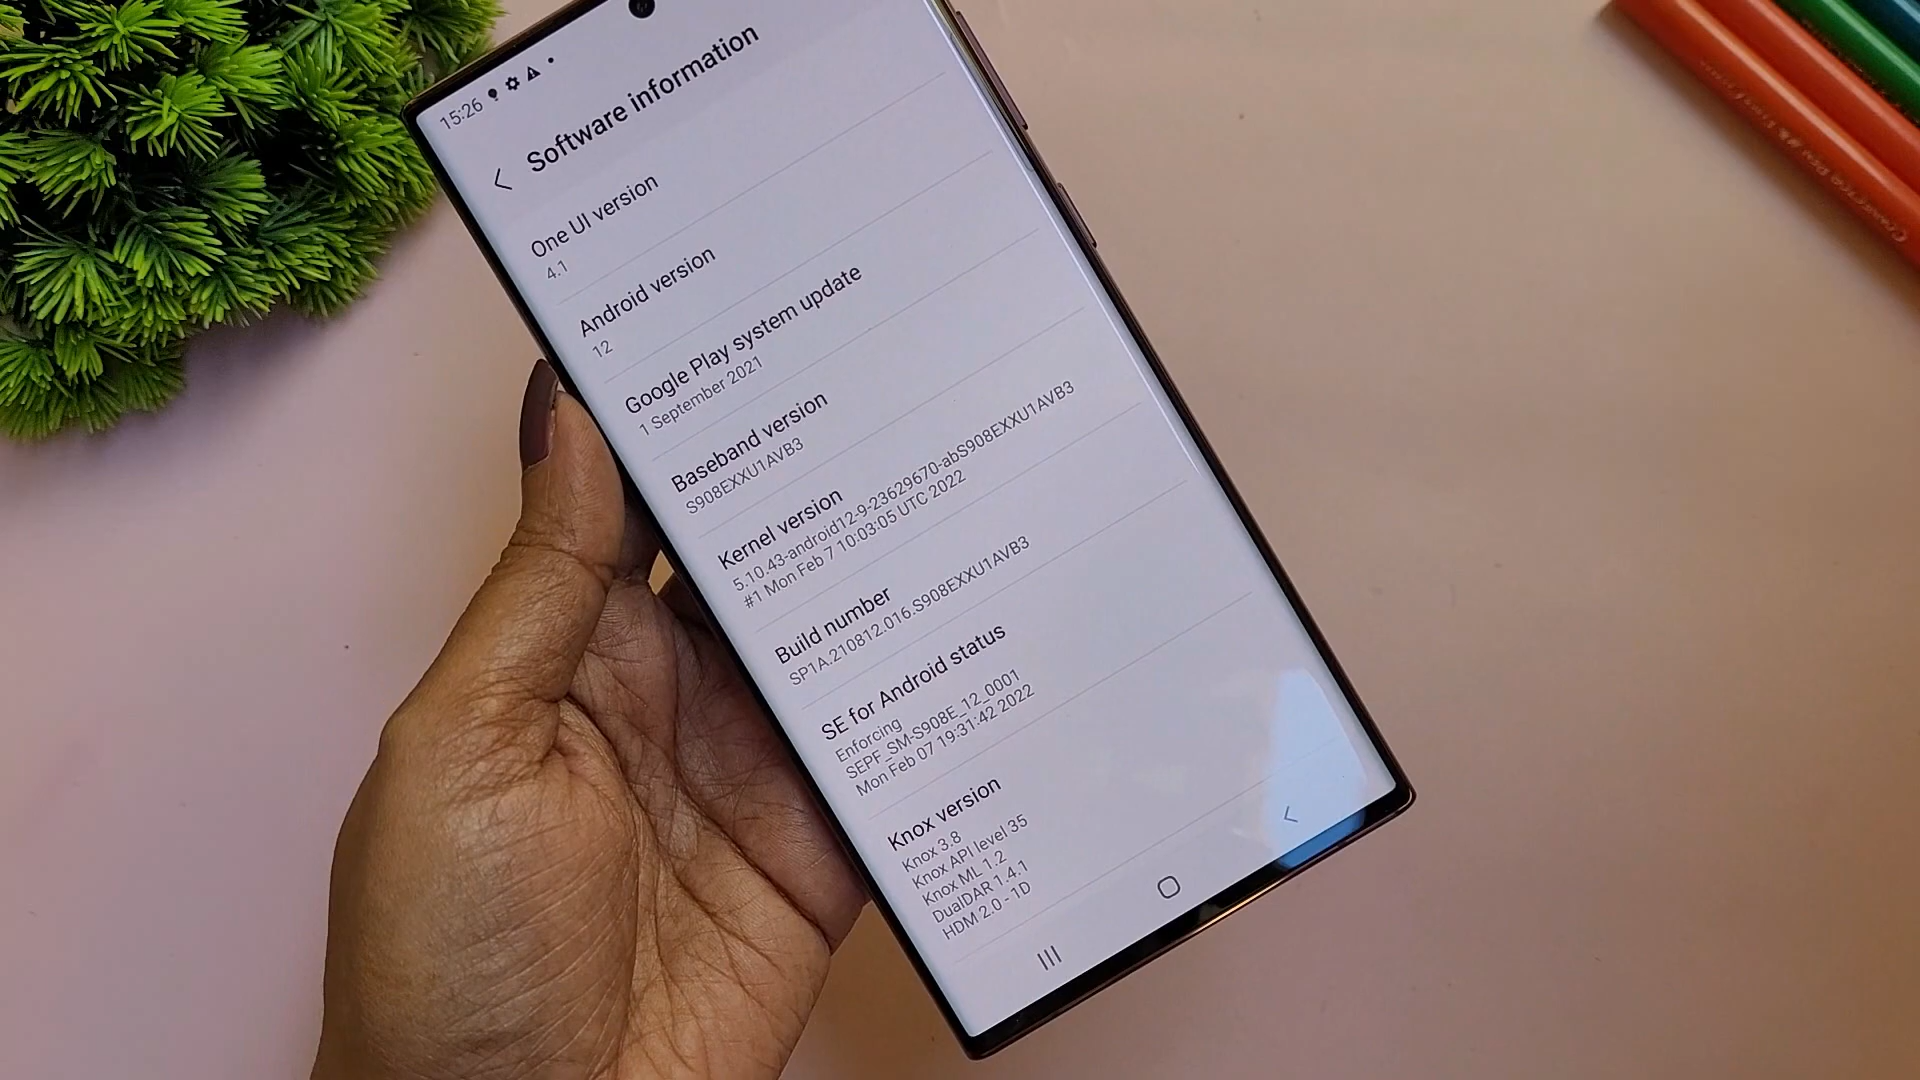 15:26
Software information
One UI version
4.1
Android version
12
Google Play system update
1 September 2021
Baseband version
S908EXXU1AVB3
Kernel version
5.10.43-android12-9-23629670-abS908EXXU1AVB3
#1 Mon Feb 7 10:03:05 UTC 2022
Build number
SP1A.210812.016.S908EXXU1AVB3
SE for Android status
Enforcing
SEPF_SM-S908E_12_0001
Mon Feb 07 19:31:42 2022
Knox version
Knox 3.8
Knox API level 35
Knox ML 1.2
DualDAR 1.4.1
HDM 2.0 - 1D